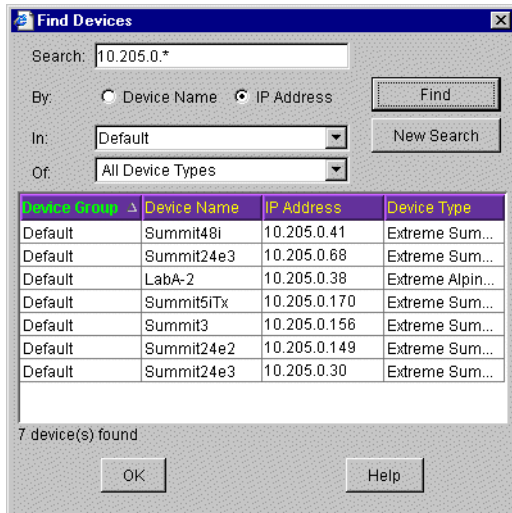 Find Devices
Search: 10.205.0.*
By: Device Name IP Address Find
In: Default New Search
Of: All Device Types
Device Group Device Name IP Address Device Type
Default Summit48i 10.205.0.41 Extreme Sum...
Default Summit24e3 10.205.0.68 Extreme Sum...
Default LabA-2 10.205.0.38 Extreme Alpin...
Default Summit5iTx 10.205.0.170 Extreme Sum...
Default Summit3 10.205.0.156 Extreme Sum...
Default Summit24e2 10.205.0.149 Extreme Sum...
Default Summit24e3 10.205.0.30 Extreme Sum...
7 device(s) found
OK Help